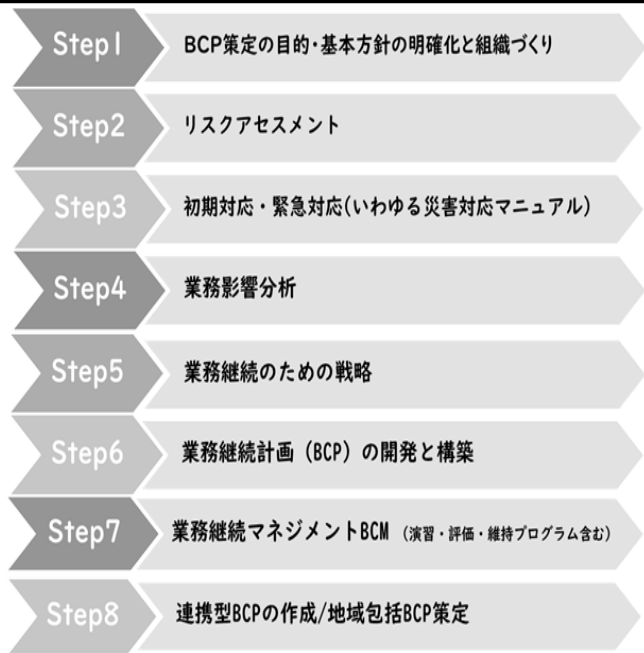 Step1 BCP策定の目的・基本方針の明確化と組織づくり
Step2 リスクアセスメント
Step3 初期対応・緊急対応(いわゆる災害対応マニュアル)
Step4 業務影響分析
Step5 業務継続のための戦略
Step6 業務継続計画（BCP）の開発と構築
Step7 業務継続マネジメントBCM （演習・評価・維持プログラム含む）
Step8 連携型BCPの作成/地域包括BCP策定